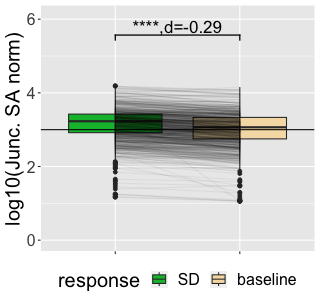 6
****,d=-0.29
4
2
0
log10(Junc. SA norm)
response SD baseline